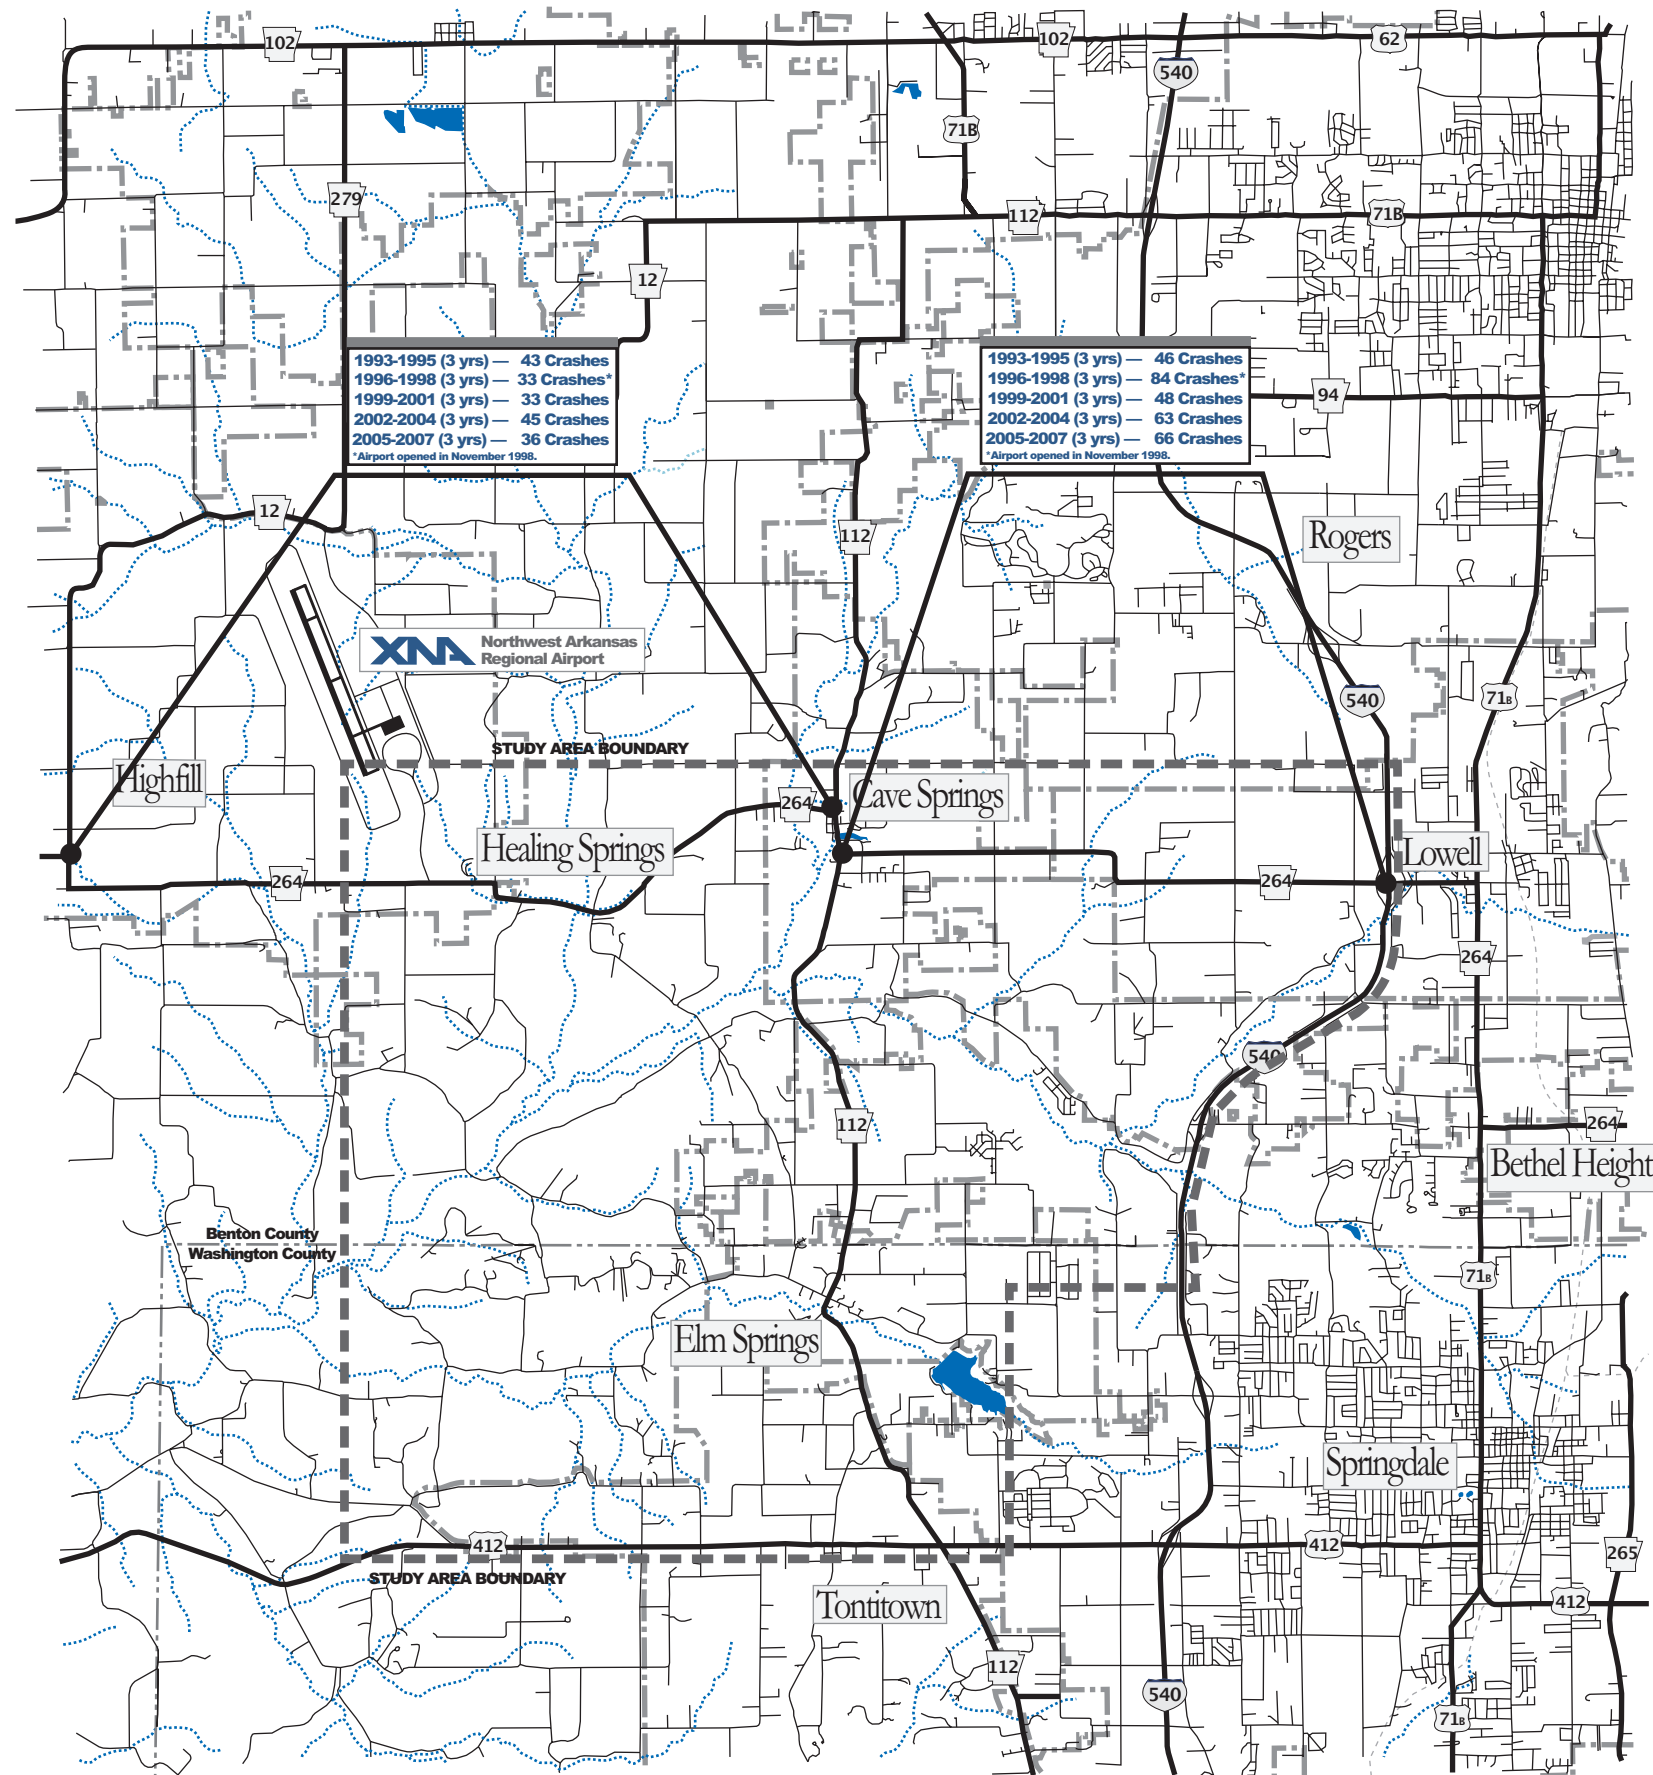 102
102
62
540
71B
279
112
71B
12
1993-1995 (3 yrs) — 43 Crashes
1996-1998 (3 yrs) — 33 Crashes*
1999-2001 (3 yrs) — 33 Crashes
2002-2004 (3 yrs) — 45 Crashes
2005-2007 (3 yrs) — 36 Crashes
*Airport opened in November 1998.
1993-1995 (3 yrs) — 46 Crashes
1996-1998 (3 yrs) — 84 Crashes*
1999-2001 (3 yrs) — 48 Crashes
2002-2004 (3 yrs) — 63 Crashes
2005-2007 (3 yrs) — 66 Crashes
*Airport opened in November 1998.
94
12
112
Rogers
XNA Northwest Arkansas
Regional Airport
540
71B
STUDY AREA BOUNDARY
Highfill
264
Cave Springs
Healing Springs
Lowell
264
264
264
540
112
264
Bethel Height
Benton County
Washington County
71B
Elm Springs
Springdale
412
412
265
STUDY AREA BOUNDARY
Tontitown
412
112
540
71B